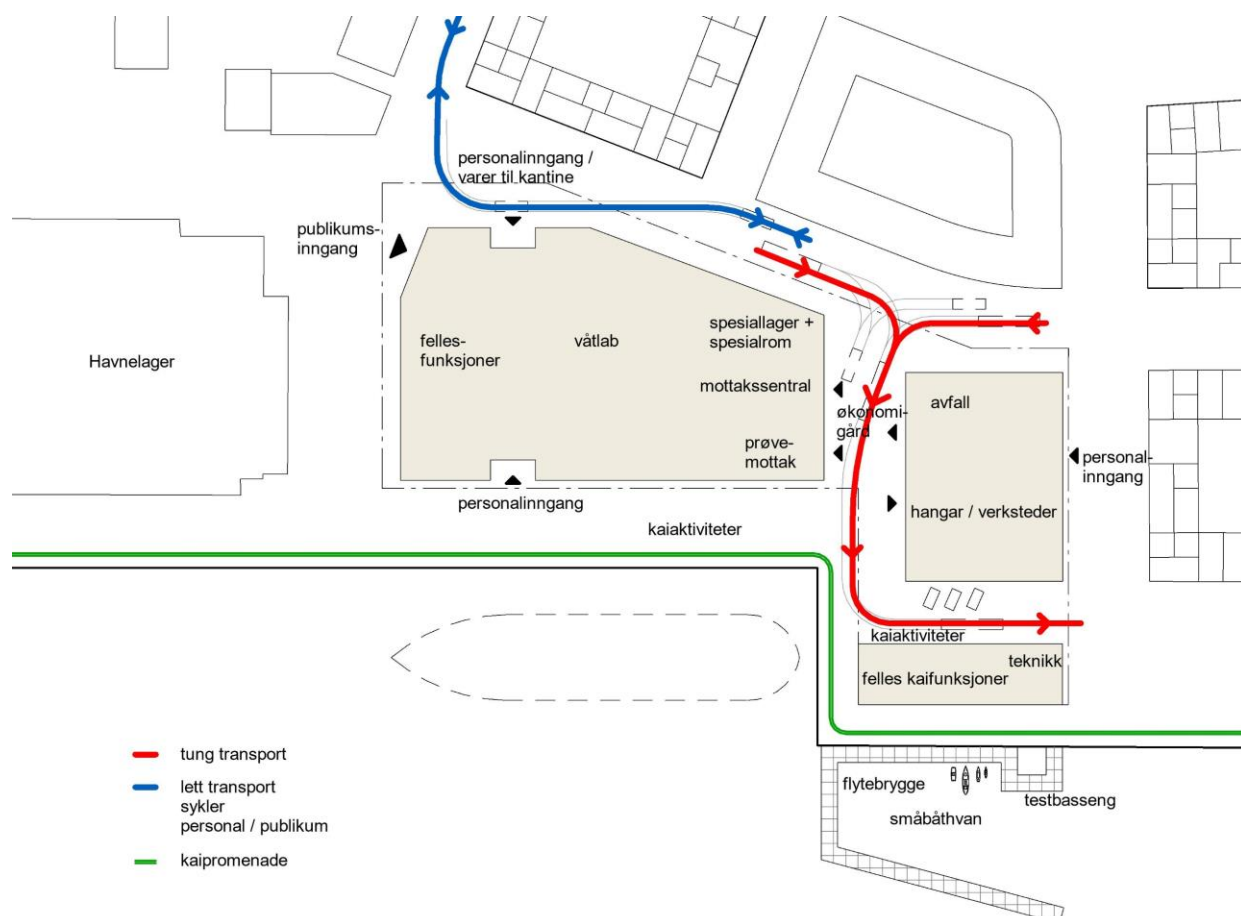 personalinngang /
varer til kantine
publikums-
inngang
felles-
funksjoner
våtlab
spesiallager +
spesialrom
Havnelager
mottakssentral
økonomi-
gård
avfall
prøve-
mottak
personal-
inngang
personalinngang
hangar / verksteder
kaiaktiviteter
kaiaktiviteter
teknikk
felles kaifunksjoner
tung transport
lett transport
sykler
personal / publikum
kaipromenade
flytebrygge
testbasseng
småbåthvan